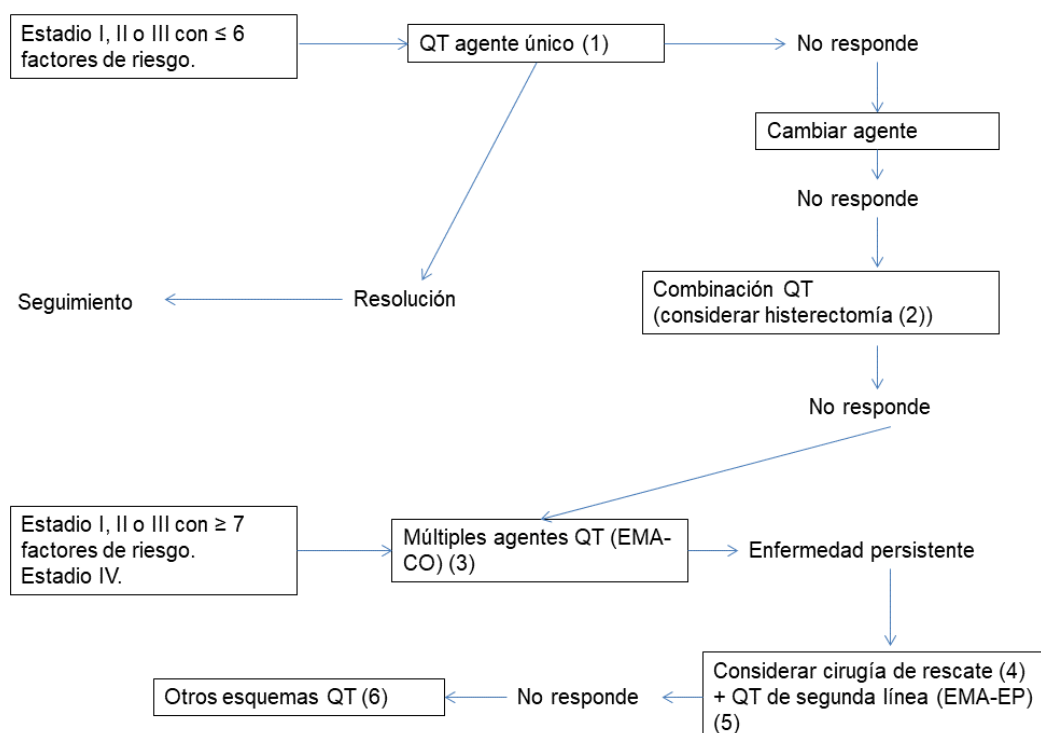 Estadio I, II o III con ≤ 6
factores de riesgo.
QT agente único (1)
No responde
Cambiar agente
No responde
Combinación QT
(considerar histerectomía (2))
Seguimiento
Resolución
No responde
Estadio I, II o III con ≥ 7
factores de riesgo.
Estadio IV.
Múltiples agentes QT (EMA-
CO) (3)
Enfermedad persistente
Considerar cirugía de rescate (4)
+ QT de segunda línea (EMA-EP)
(5)
No responde
Otros esquemas QT (6)